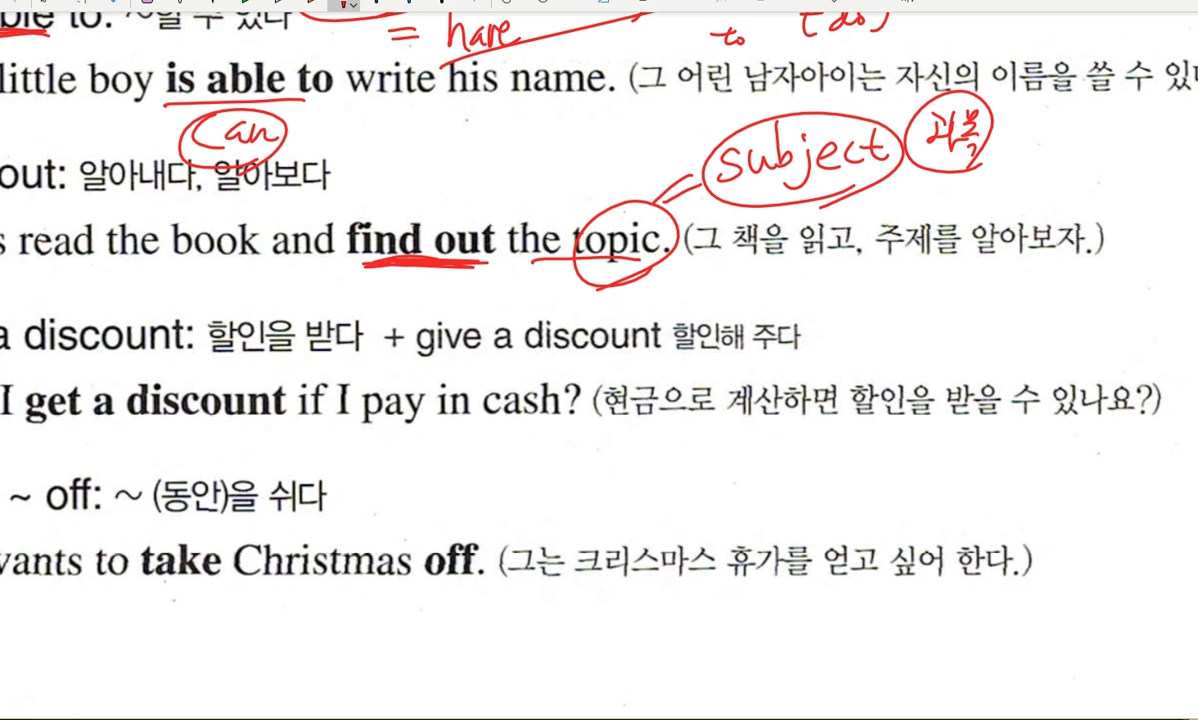 to: ~할 수 있다
= have to (do)
little boy is able to write his name. (그 어린 남자아이는 자신의 이름을 쓸 수
can
subject 과목
out: 알아내다, 알아보다
read the book and find out the topic. (그 책을 읽고, 주제를 알아보자.)
a discount: 할인을 받다 + give a discount 할인해 주다
I get a discount if I pay in cash? (현금으로 계산하면 할인을 받을 수 있나요?)
~ off: ~ (동안)을 쉬다
wants to take Christmas off. (그는 크리스마스 휴가를 얻고 싶어 한다.)